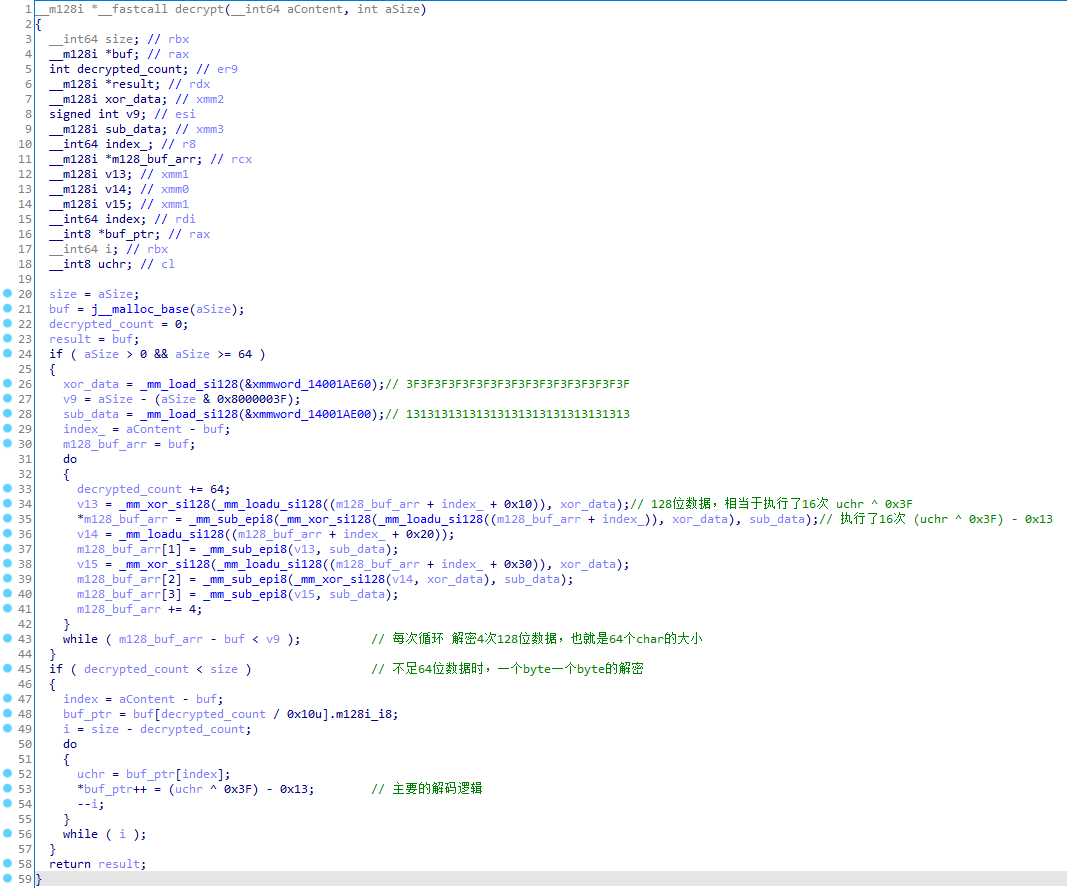 1 __m128i *__fastcall decrypt(__int64 aContent, int aSize)
2 {
3 __int64 size; // rbx
4 __m128i *buf; // rax
5 int decrypted_count; // er9
6 __m128i *result; // rdx
7 __m128i xor_data; // xmm2
8 signed int v9; // esi
9 __m128i sub_data; // xmm3
10 __int64 index_; // r8
11 __m128i *m128_buf_arr; // rcx
12 __m128i v13; // xmm1
13 __m128i v14; // xmm0
14 __m128i v15; // xmm1
15 __int64 index; // rdi
16 __int8 *buf_ptr; // rax
17 __int64 i; // rbx
18 __int8 uchr; // cl
19
20 size = aSize;
21 buf = j__malloc_base(aSize);
22 decrypted_count = 0;
23 result = buf;
24 if ( aSize > 0 && aSize >= 64 )
25 {
26 xor_data = _mm_load_si128(&xmmword_14001AE60);// 3F3F3F3F3F3F3F3F3F3F3F3F3F3F3F3F
27 v9 = aSize - (aSize & 0x8000003F);
28 sub_data = _mm_load_si128(&xmmword_14001AE00);// 13131313131313131313131313131313
29 index_ = aContent - buf;
30 m128_buf_arr = buf;
31 do
32 {
33 decrypted_count += 64;
34 v13 = _mm_xor_si128(_mm_loadu_si128((m128_buf_arr + index_ + 0x10)), xor_data);// 128位数据，相当于执行了16次 uchr ^ 0x3F
35 *m128_buf_arr = _mm_sub_epi8(_mm_xor_si128(_mm_loadu_si128((m128_buf_arr + index_)), xor_data), sub_data);// 执行了16次 (uchr ^ 0x3F) - 0x13
36 v14 = _mm_loadu_si128((m128_buf_arr + index_ + 0x20));
37 m128_buf_arr[1] = _mm_sub_epi8(v13, sub_data);
38 v15 = _mm_xor_si128(_mm_loadu_si128((m128_buf_arr + index_ + 0x30)), xor_data);
39 m128_buf_arr[2] = _mm_sub_epi8(_mm_xor_si128(v14, xor_data), sub_data);
40 m128_buf_arr[3] = _mm_sub_epi8(v15, sub_data);
41 m128_buf_arr += 4;
42 }
43 while ( m128_buf_arr - buf < v9 ); // 每次循环 解密4次128位数据，也就是64个char的大小
44 }
45 if ( decrypted_count < size ) // 不足64位数据时，一个byte一个byte的解密
46 {
47 index = aContent - buf;
48 buf_ptr = buf[decrypted_count / 0x10u].m128i_i8;
49 i = size - decrypted_count;
50 do
51 {
52 uchr = buf_ptr[index];
53 *buf_ptr++ = (uchr ^ 0x3F) - 0x13; // 主要的解码逻辑
54 --i;
55 }
56 while ( i );
57 }
58 return result;
59 }